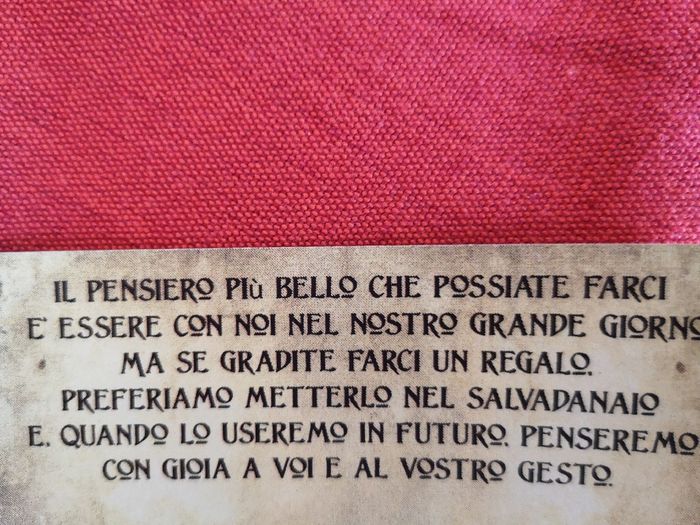 IL PENSIERO PIù BELLO CHE POSSIATE FARCI
E' ESSERE CON NOI NEL NOSTRO GRANDE GIORNO
MA SE GRADITE FARCI UN REGALO,
PREFERIAMO METTERLO NEL SALVADANAIO
E, QUANDO LO USEREMO IN FUTURO, PENSEREMO
CON GIOIA A VOI E AL VOSTRO GESTO.